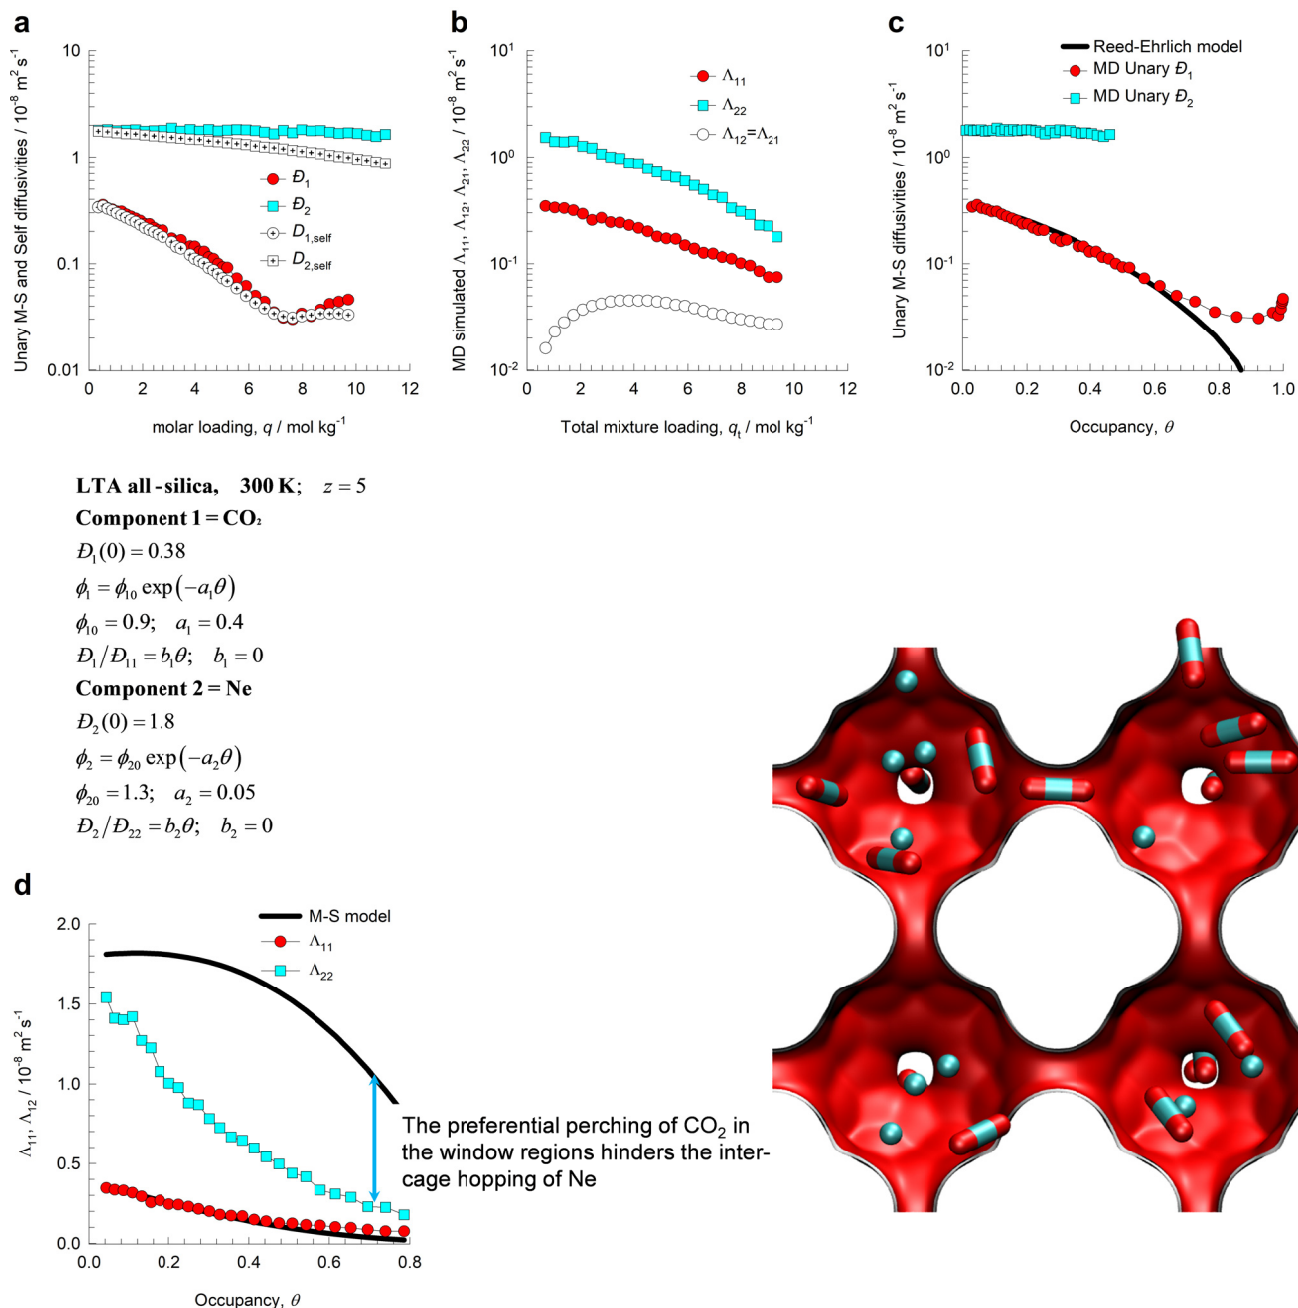 a
Unary M-S and Self diffusivities / 10⁻⁸ m² s⁻¹
10
1
0.1
0.01
Đ₁
Đ₂
D₁,self
D₂,self
0 2 4 6 8 10 12
molar loading, q / mol kg⁻¹
b
MD simulated Λ₁₁, Λ₁₂, Λ₂₁, Λ₂₂ / 10⁻⁸ m² s⁻¹
10¹
10⁰
10⁻¹
10⁻²
Λ₁₁
Λ₂₂
Λ₁₂=Λ₂₁
0 2 4 6 8 10 12
Total mixture loading, qₜ / mol kg⁻¹
c
Unary M-S diffusivities / 10⁻⁸ m² s⁻¹
10¹
10⁰
10⁻¹
10⁻²
Reed-Ehrlich model
MD Unary Đ₁
MD Unary Đ₂
0.0 0.2 0.4 0.6 0.8 1.0
Occupancy, θ
LTA all-silica, 300 K; z = 5
Component 1 = CO₂
Đ₁(0) = 0.38
ϕ₁ = ϕ₁₀ exp(−a₁θ)
ϕ₁₀ = 0.9; a₁ = 0.4
Đ₁/Đ₁₁ = b₁θ; b₁ = 0
Component 2 = Ne
Đ₂(0) = 1.8
ϕ₂ = ϕ₂₀ exp(−a₂θ)
ϕ₂₀ = 1.3; a₂ = 0.05
Đ₂/Đ₂₂ = b₂θ; b₂ = 0
d
Λ₁₁, Λ₁₂ / 10⁻⁸ m² s⁻¹
2.0
1.5
1.0
0.5
0.0
M-S model
Λ₁₁
Λ₂₂
The preferential perching of CO₂ in
the window regions hinders the inter-
cage hopping of Ne
0.0 0.2 0.4 0.6 0.8
Occupancy, θ